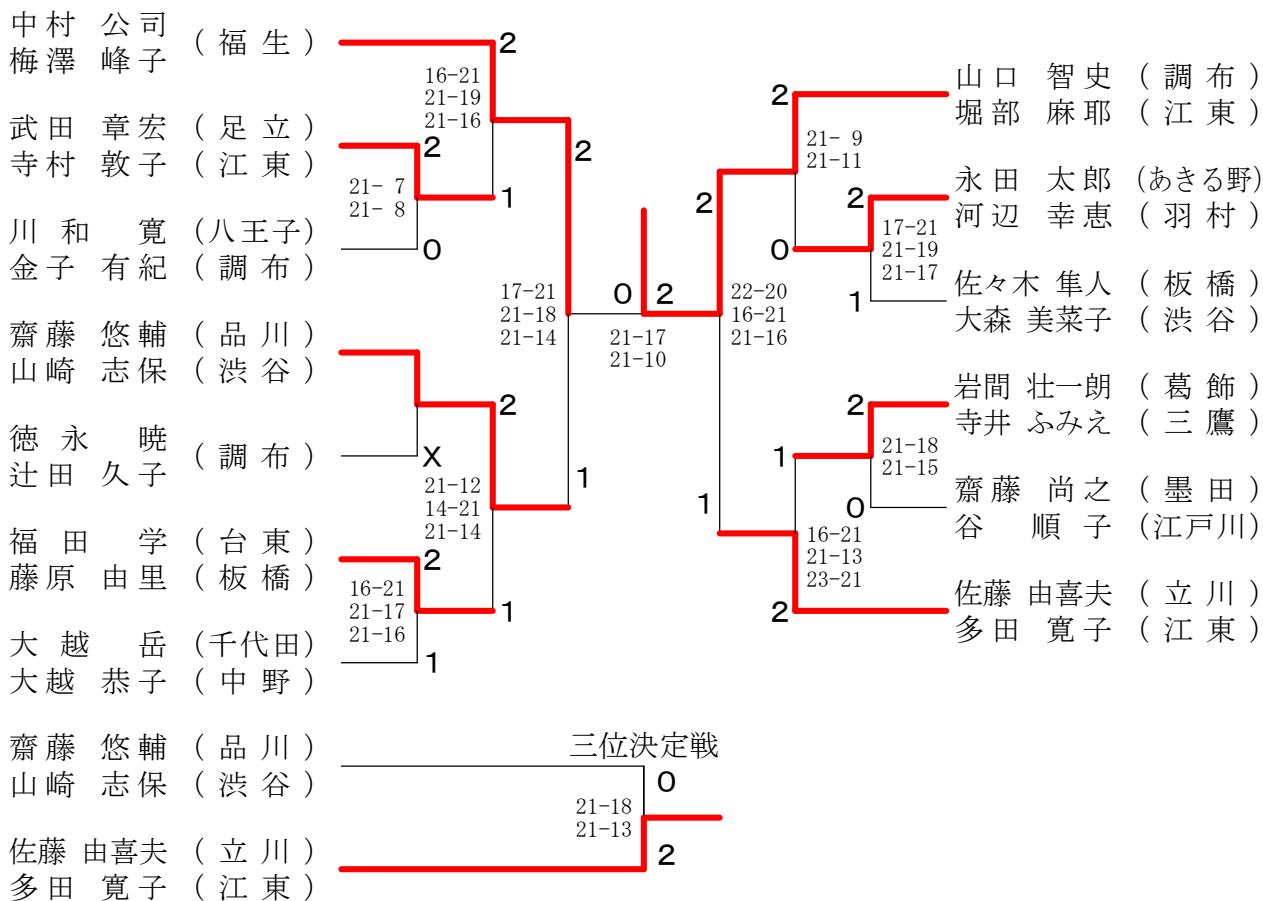 中村 公司
梅澤 峰子
(福生)
武田 章宏 (足立)
寺村 敦子 (江東)
川和 寛 (八王子)
金子 有紀 (調布)
齋藤 悠輔 (品川)
山崎 志保 (渋谷)
徳永 暁
辻田 久子
(調布)
福田 学 (台東)
藤原 由里 (板橋)
大越 岳 (千代田)
大越 恭子 (中野)
2
16-21
21-19
21-16
2
21- 7
21- 8
1
0
2
17-21
21-18
21-14
2
X
21-12
14-21
21-14
1
2
16-21
21-17
21-16
1
1
0
2
21-17
21-10
山口 智史 (調布)
堀部 麻耶 (江東)
永田 太郎 (あきる野)
河辺 幸恵 (羽村)
佐々木 隼人 (板橋)
大森 美菜子 (渋谷)
岩間 壮一朗 (葛飾)
寺井 ふみえ (三鷹)
齋藤 尚之 (墨田)
谷 順子 (江戸川)
佐藤 由喜夫 (立川)
多田 寛子 (江東)
2
21- 9
21-11
2
2
17-21
21-19
21-17
0
1
22-20
16-21
21-16
2
1
21-18
21-15
1
0
16-21
21-13
23-21
2
齋藤 悠輔 (品川)
山崎 志保 (渋谷)
三位決定戦
0
21-18
21-13
2
佐藤 由喜夫 (立川)
多田 寛子 (江東)